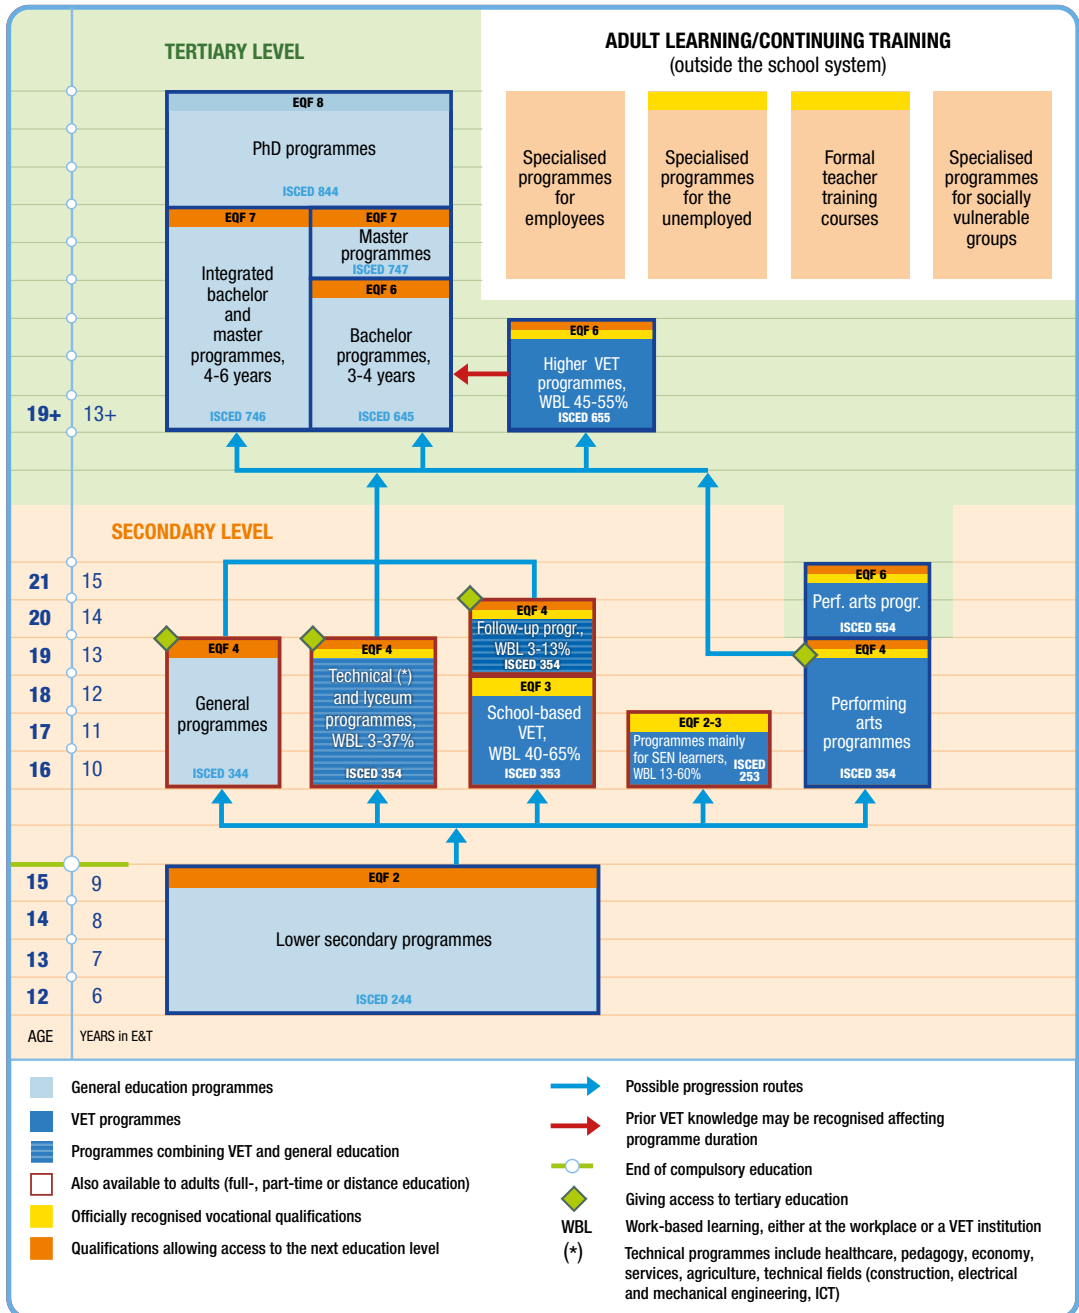 TERTIARY LEVEL
ADULT LEARNING/CONTINUING TRAINING
(outside the school system)
Specialised
programmes
for
employees
Specialised
programmes
for the
unemployed
Formal
teacher
training
courses
Specialised
programmes
for socially
vulnerable
groups
EQF 8
PhD programmes
ISCED 844
EQF 7
Integrated
bachelor
and
master
programmes,
4-6 years
ISCED 746
EQF 7
Master
programmes
ISCED 747
EQF 6
Bachelor
programmes,
3-4 years
ISCED 645
EQF 6
Higher VET
programmes,
WBL 45-55%
ISCED 655
19+ 13+
SECONDARY LEVEL
21 15
20 14
19 13
18 12
17 11
16 10
EQF 4
General
programmes
ISCED 344
EQF 4
Technical (*)
and lyceum
programmes,
WBL 3-37%
ISCED 354
EQF 4
Follow-up progr.,
WBL 3-13%
ISCED 354
EQF 3
School-based
VET,
WBL 40-65%
ISCED 353
EQF 2-3
Programmes mainly
for SEN learners,
WBL 13-60%
ISCED
253
EQF 6
Perf. arts progr.
ISCED 554
EQF 4
Performing
arts
programmes
ISCED 354
15 9
14 8
13 7
12 6
EQF 2
Lower secondary programmes
ISCED 244
AGE YEARS in E&T
General education programmes
VET programmes
Programmes combining VET and general education
Also available to adults (full-, part-time or distance education)
Officially recognised vocational qualifications
Qualifications allowing access to the next education level
Possible progression routes
Prior VET knowledge may be recognised affecting
programme duration
End of compulsory education
Giving access to tertiary education
WBL Work-based learning, either at the workplace or a VET institution
(*) Technical programmes include healthcare, pedagogy, economy,
services, agriculture, technical fields (construction, electrical
and mechanical engineering, ICT)